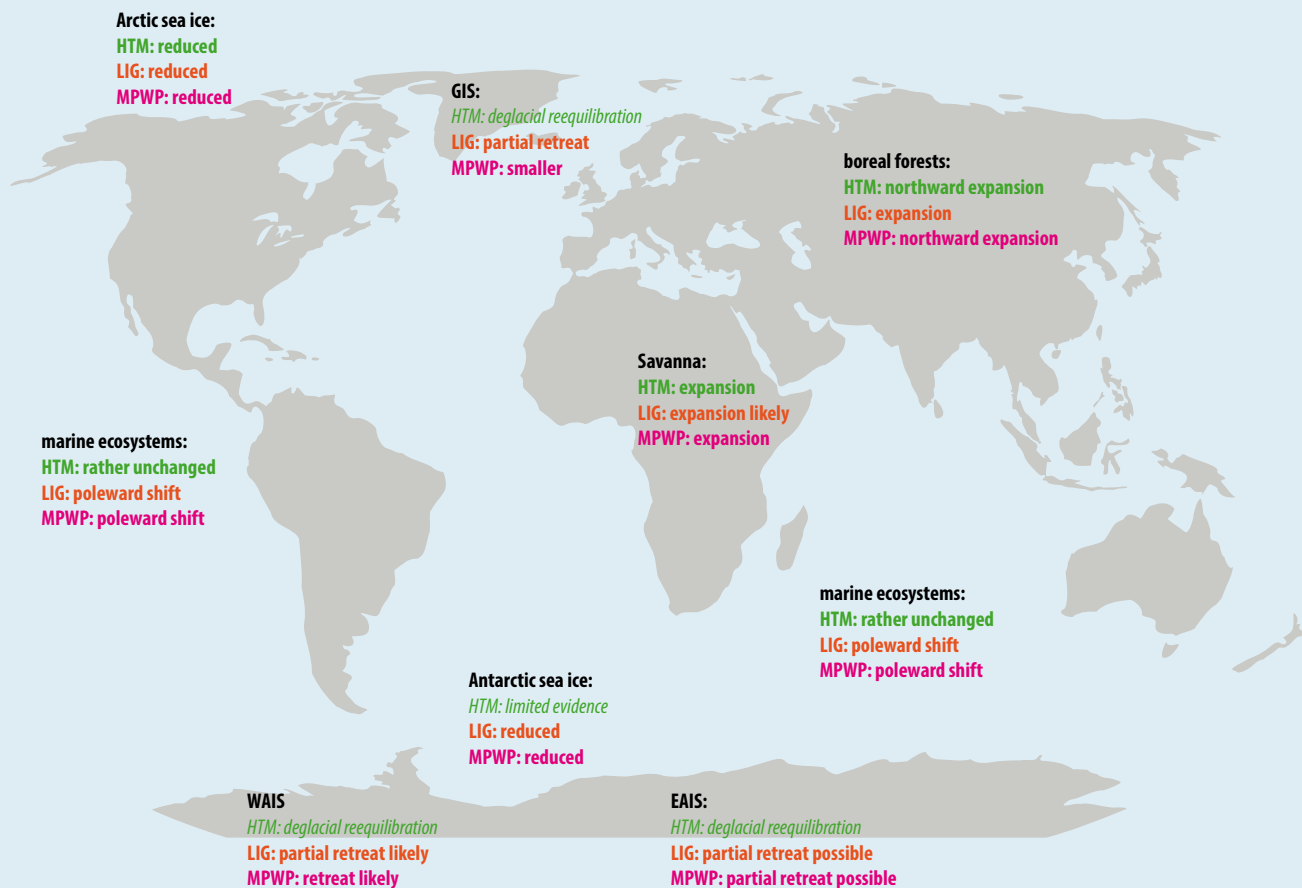 Arctic sea ice:
HTM: reduced
LIG: reduced
MPWP: reduced
GIS:
HTM: deglacial reequilibration
LIG: partial retreat
MPWP: smaller
boreal forests:
HTM: northward expansion
LIG: expansion
MPWP: northward expansion
Savanna:
HTM: expansion
LIG: expansion likely
MPWP: expansion
marine ecosystems:
HTM: rather unchanged
LIG: poleward shift
MPWP: poleward shift
marine ecosystems:
HTM: rather unchanged
LIG: poleward shift
MPWP: poleward shift
Antarctic sea ice:
HTM: limited evidence
LIG: reduced
MPWP: reduced
WAIS
HTM: deglacial reequilibration
LIG: partial retreat likely
MPWP: retreat likely
EAIS:
HTM: deglacial reequilibration
LIG: partial retreat possible
MPWP: partial retreat possible